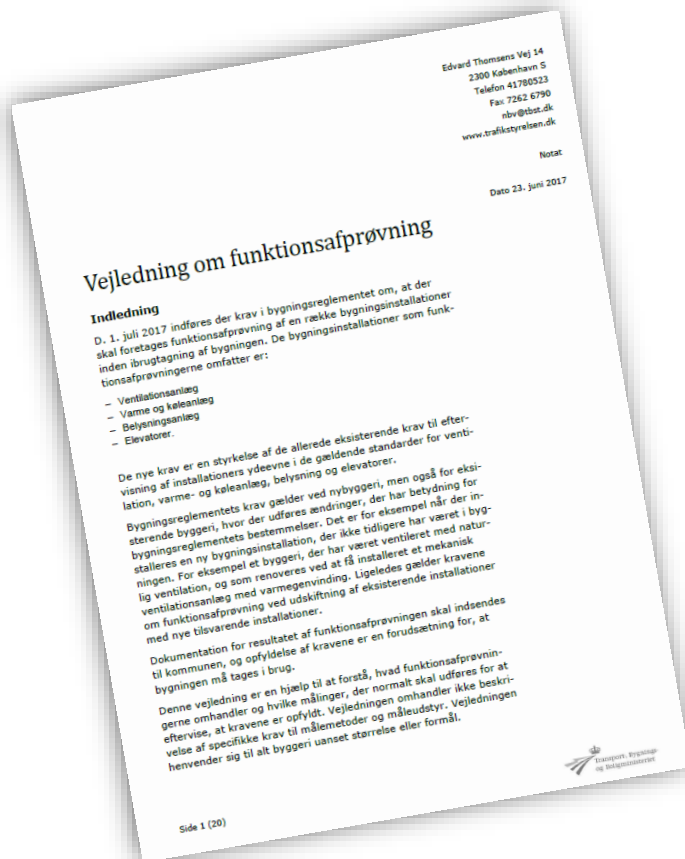 Edvard Thomsens Vej 14
2300 København S
Telefon 41780523
Fax 7262 6790
nbv@tbst.dk
www.trafikstyrelsen.dk
Notat
Dato 23. juni 2017
Vejledning om funktionsafprøvning
Indledning
D. 1. juli 2017 indføres der krav i bygningsreglementet om, at der
skal foretages funktionsafprøvning af en række bygningsinstallationer
inden ibrugtagning af bygningen. De bygningsinstallationer som funk-
tionsafprøvningerne omfatter er:
– Ventilationsanlæg
– Varme og køleanlæg
– Belysningsanlæg
– Elevatorer.
De nye krav er en styrkelse af de allerede eksisterende krav til efter-
visning af installationers ydeevne i de gældende standarder for venti-
lation, varme- og køleanlæg, belysning og elevatorer.
Bygningsreglementets krav gælder ved nybyggeri, men også for eksi-
sterende byggeri, hvor der udføres ændringer, der har betydning for
bygningsreglementets bestemmelser. Det er for eksempel når der in-
stalleres en ny bygningsinstallation, der ikke tidligere har været i byg-
ningen. For eksempel et byggeri, der har været ventileret med natur-
lig ventilation, og som renoveres ved at få installeret et mekanisk
ventilationsanlæg med varmegenvinding. Ligeledes gælder kravene
om funktionsafprøvning ved udskiftning af eksisterende installationer
med nye tilsvarende installationer.
Dokumentation for resultatet af funktionsafprøvningen skal indsendes
til kommunen, og opfyldelse af kravene er en forudsætning for, at
bygningen må tages i brug.
Denne vejledning er en hjælp til at forstå, hvad funktionsafprøvnin-
gerne omhandler og hvilke målinger, der normalt skal udføres for at
eftervise, at kravene er opfyldt. Vejledningen omhandler ikke beskri-
velse af specifikke krav til målemetoder og måleudstyr. Vejledningen
henvender sig til alt byggeri uanset størrelse eller formål.
Transport, Bygnings-
og Boligministeriet
Side 1 (20)